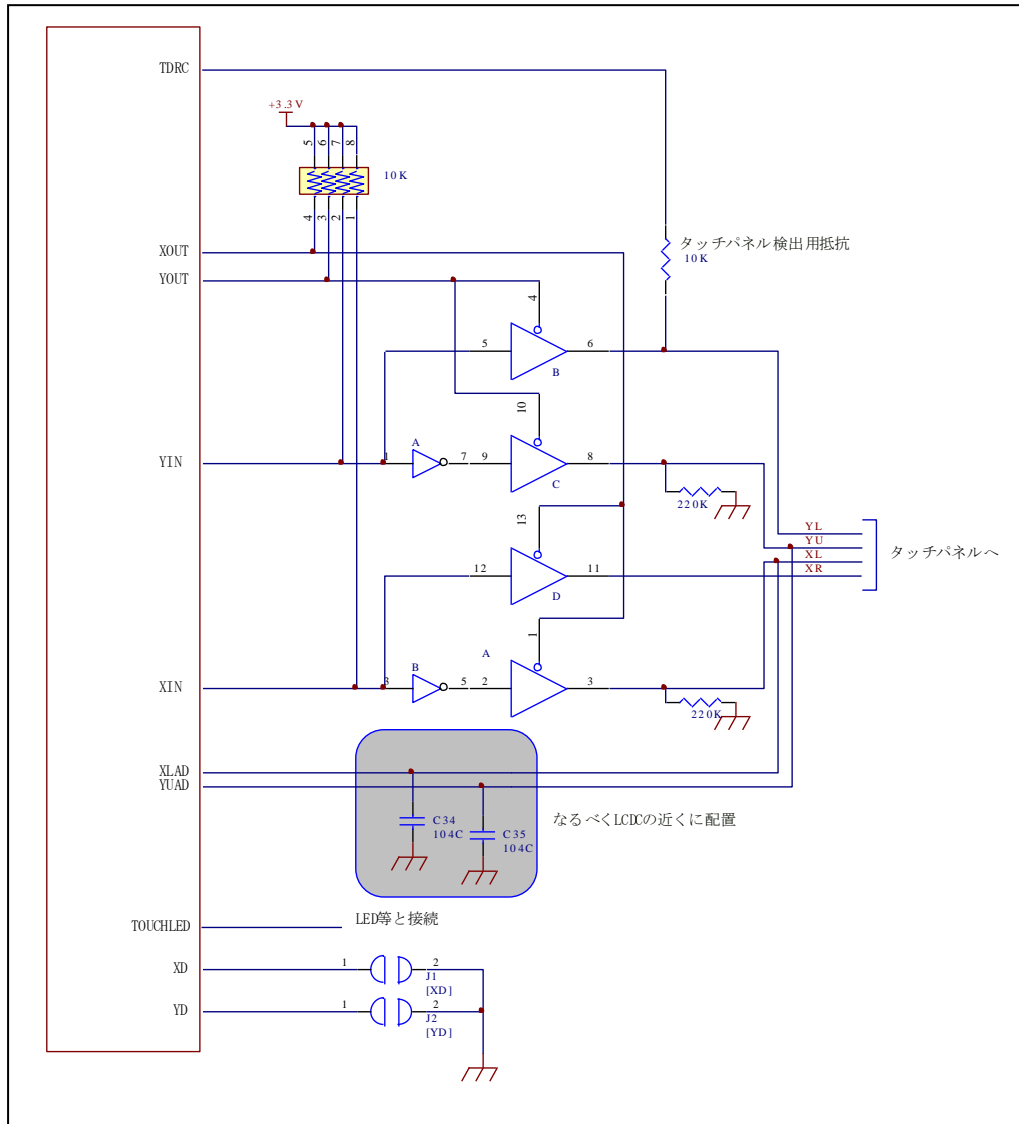 TDRC
+3.3V
5 6 7 8
10K
4 3 2 1
XOUT
YOUT
タッチパネル検出用抵抗
10K
4
5
6
B
10
YIN
1
A
7
9
8
C
220K
13
YL
YU
XL
XR
タッチパネルへ
12
11
D
1
A
XIN
3
B
5
2
3
220K
XLAD
YUAD
C34
104C
C35
104C
なるべくLCDCの近くに配置
TOUCHLED
LED等と接続
XD
1
2
J1
[XD]
YD
1
2
J2
[YD]